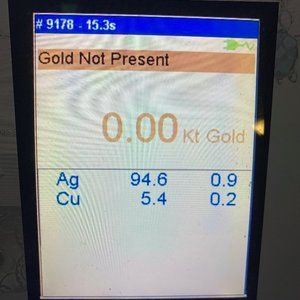 # 9178 - 15.3s
Gold Not Present
0.00 Kt Gold
Ag 94.6 0.9
Cu 5.4 0.2